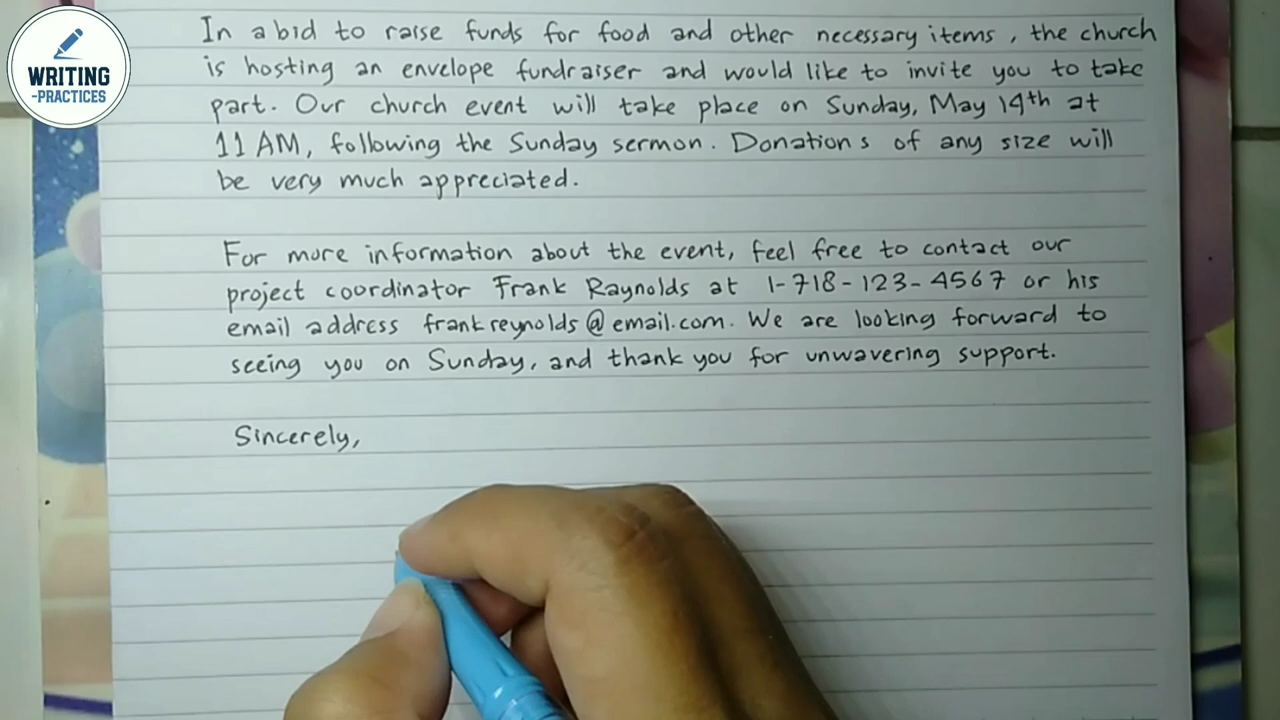 WRITING
-PRACTICES
In a bid to raise funds for food and other necessary items, the church
is hosting an envelope fundraiser and would like to invite you to take
part. Our church event will take place on Sunday, May 14th at
11 AM, following the Sunday sermon. Donations of any size will
be very much appreciated.
For more information about the event, feel free to contact our
project coordinator Frank Raynolds at 1-718-123-4567 or his
email address frankreynolds@email.com. We are looking forward to
seeing you on Sunday, and thank you for unwavering support.
Sincerely,